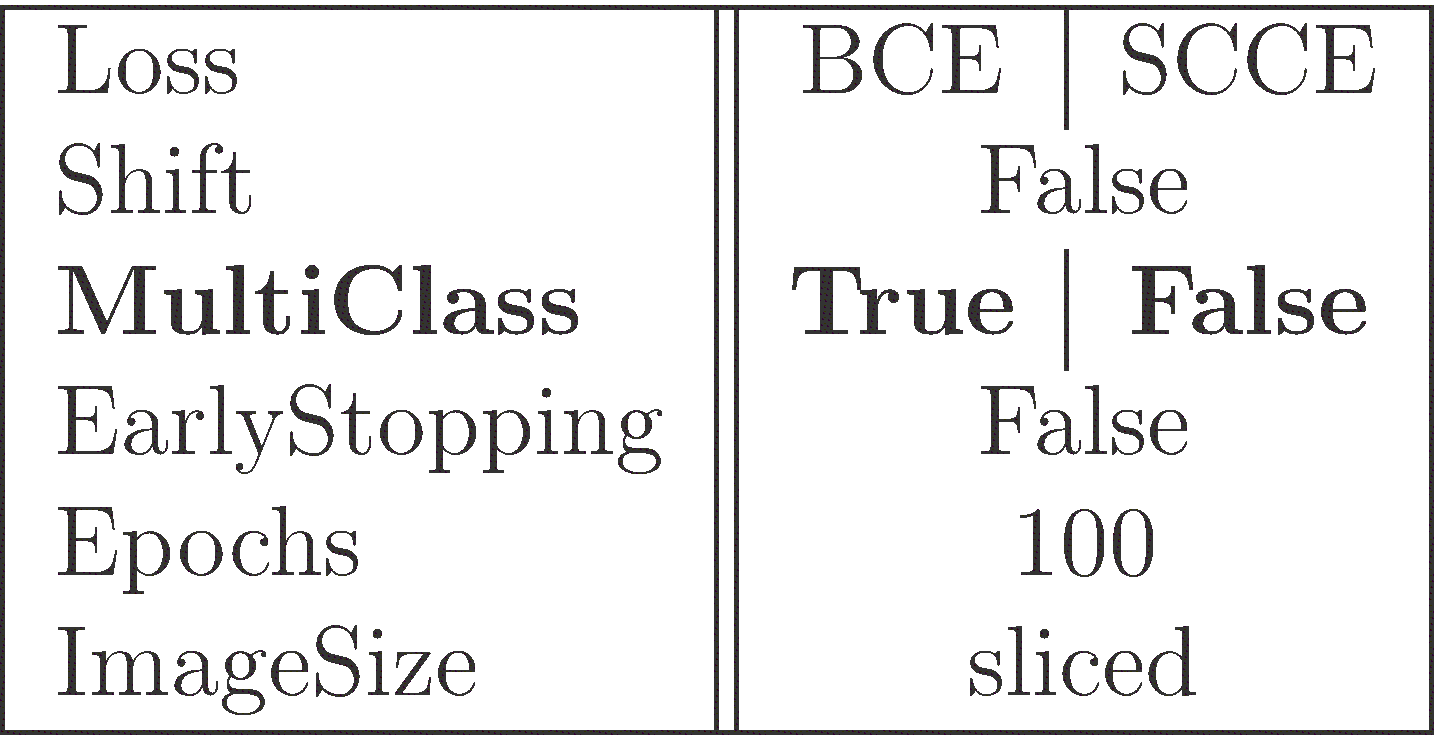 Loss BCE SCCE
Shift False
MultiClass True False
EarlyStopping False
Epochs 100
ImageSize sliced